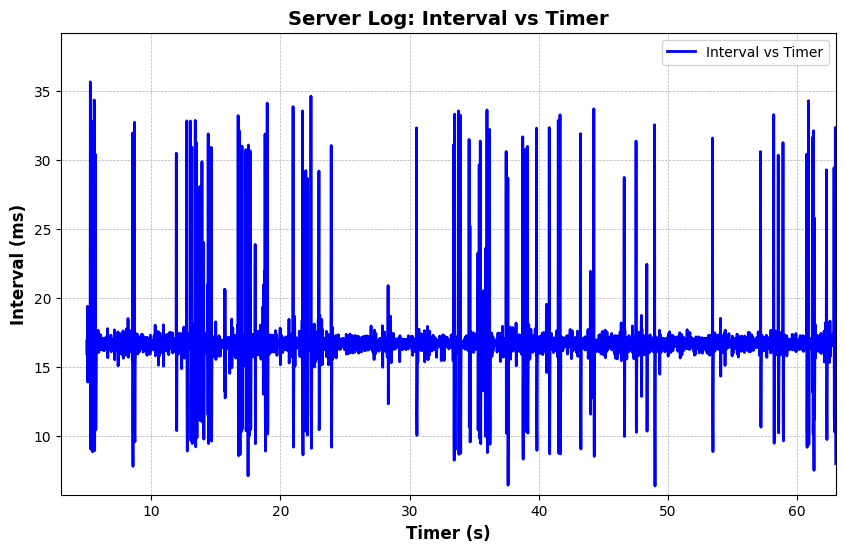 Server Log: Interval vs Timer
Interval vs Timer
35
30
25
20
15
10
Interval (ms)
10 20 30 40 50 60
Timer (s)